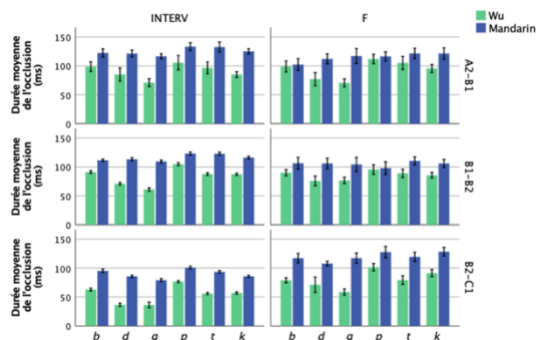 INTERV
F
Wu
Mandarin
Durée moyenne
de l'occlusion
(ms)
150
100
50
0
A2-B1
Durée moyenne
de l'occlusion
(ms)
150
100
50
0
B1-B2
Durée moyenne
de l'occlusion
(ms)
150
100
50
0
B2-C1
b d g p t k
b d g p t k